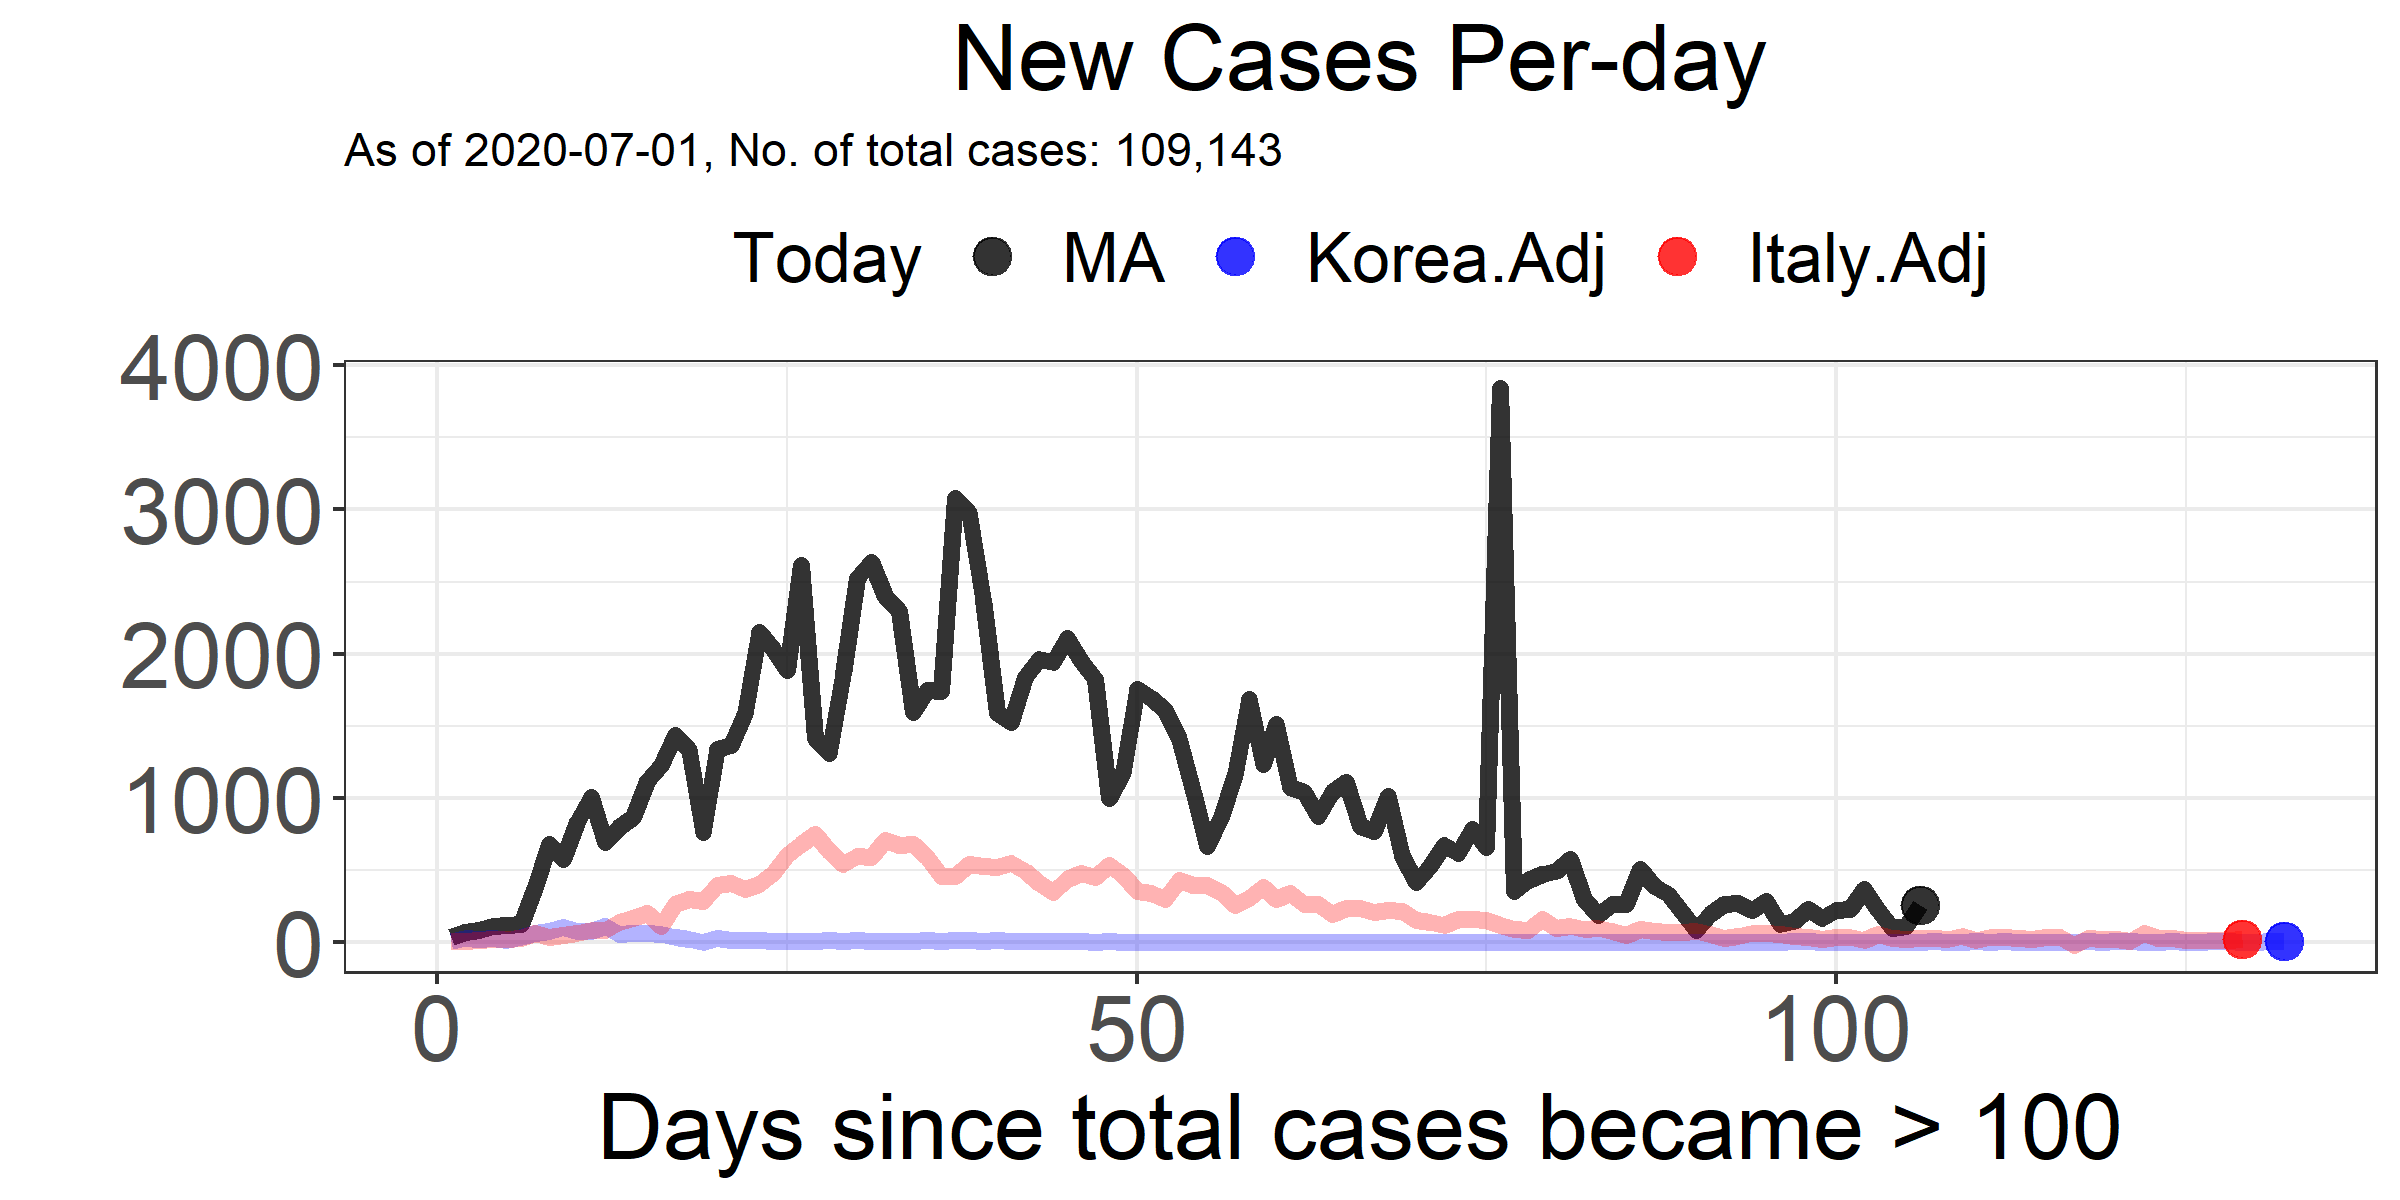 New Cases Per-day
As of 2020-07-01, No. of total cases: 109,143
Today MA Korea.Adj Italy.Adj
4000
3000
2000
1000
0
0 50 100
Days since total cases became > 100